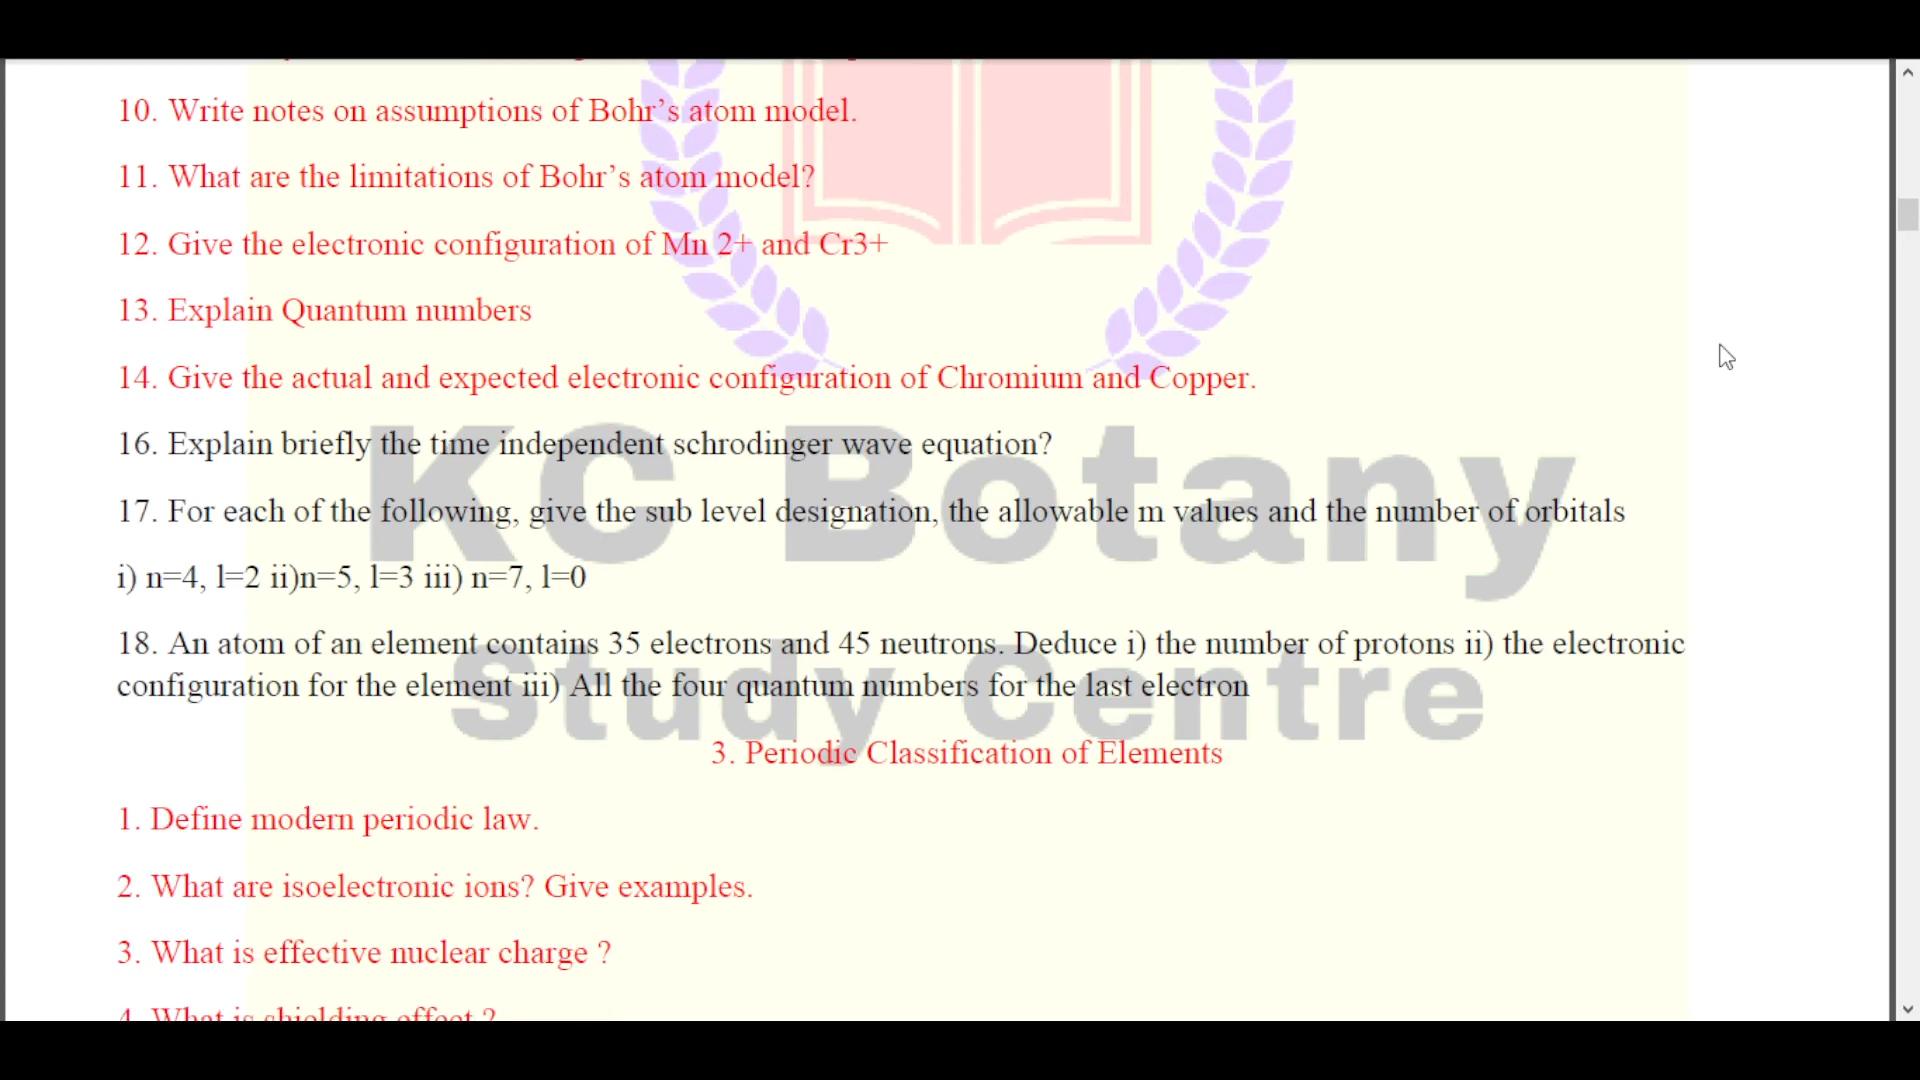 10. Write notes on assumptions of Bohr’s atom model.
11. What are the limitations of Bohr’s atom model?
12. Give the electronic configuration of Mn 2+ and Cr3+
13. Explain Quantum numbers
14. Give the actual and expected electronic configuration of Chromium and Copper.
16. Explain briefly the time independent schrodinger wave equation?
17. For each of the following, give the sub level designation, the allowable m values and the number of orbitals
i) n=4, l=2 ii)n=5, l=3 iii) n=7, l=0
18. An atom of an element contains 35 electrons and 45 neutrons. Deduce i) the number of protons ii) the electronic
configuration for the element iii) All the four quantum numbers for the last electron
3. Periodic Classification of Elements
1. Define modern periodic law.
2. What are isoelectronic ions? Give examples.
3. What is effective nuclear charge ?
4. What is shielding effect ?
KC Botany
Study Centre